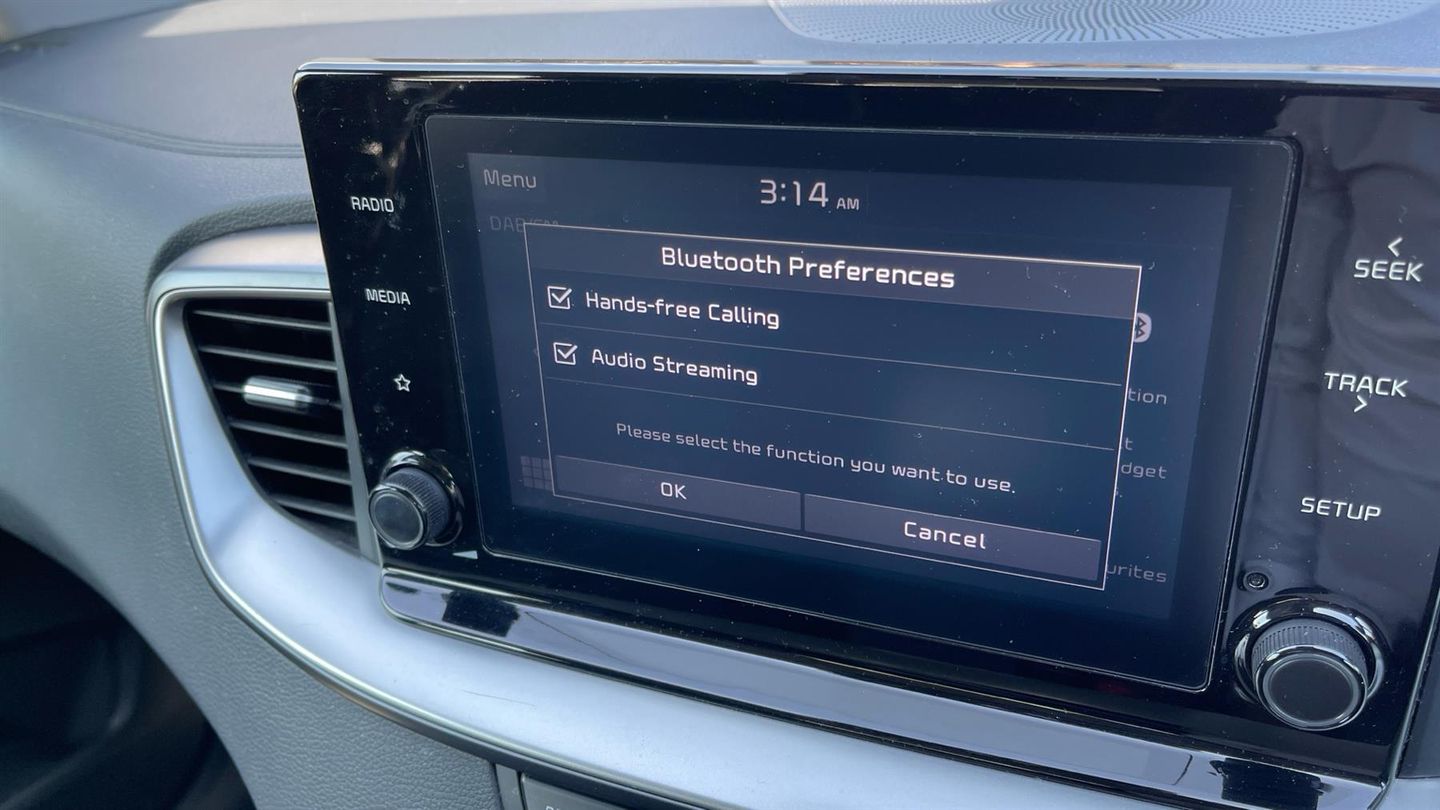 RADIO
MEDIA
Menu
3:14 AM
Bluetooth Preferences
Hands-free Calling
Audio Streaming
Please select the function you want to use.
OK
Cancel
SEEK
TRACK
SETUP